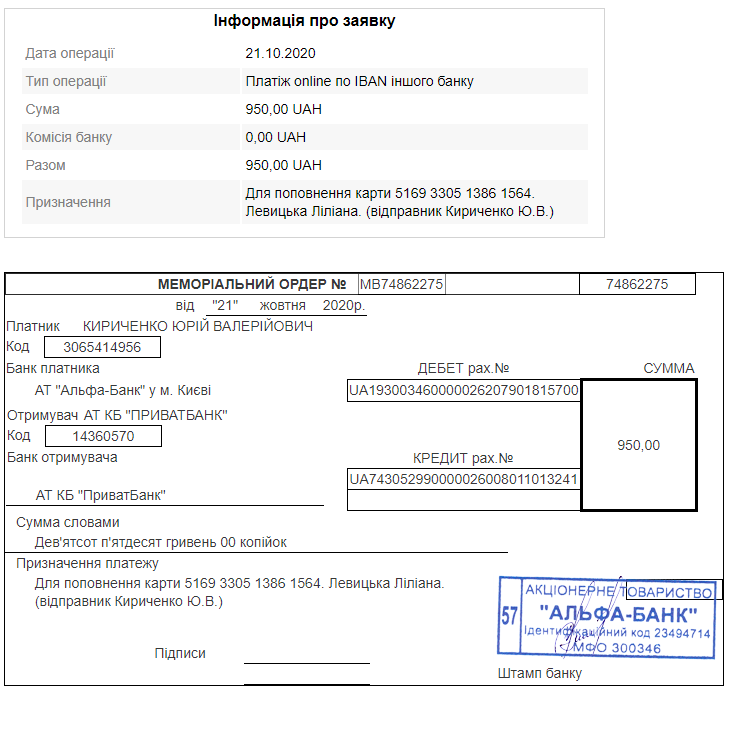 Інформація про заявку
Дата операції 21.10.2020
Тип операції Платіж online по IBAN іншого банку
Сума 950,00 UAH
Комісія банку 0,00 UAH
Разом 950,00 UAH
Призначення Для поповнення карти 5169 3305 1386 1564.
Левицька Ліліана. (відправник Кириченко Ю.В.)
МЕМОРІАЛЬНИЙ ОРДЕР № МВ74862275 74862275
від "21" жовтня 2020р.
Платник КИРИЧЕНКО ЮРІЙ ВАЛЕРІЙОВИЧ
Код 3065414956
Банк платника ДЕБЕТ рах.№ СУММА
АТ "Альфа-Банк" у м. Києві UA193003460000026207901815700
Отримувач АТ КБ "ПРИВАТБАНК"
Код 14360570 950,00
Банк отримувача КРЕДИТ рах.№
UA743052990000026008011013241
АТ КБ "ПриватБанк"
Сумма словами
Дев'ятсот п'ятдесят гривень 00 копійок
Призначення платежу
Для поповнення карти 5169 3305 1386 1564. Левицька Ліліана.
(відправник Кириченко Ю.В.)
АКЦІОНЕРНЕ ТОВАРИСТВО
57 "АЛЬФА-БАНК"
Ідентифікаційний код 23494714
МФО 300346
Підписи
Штамп банку